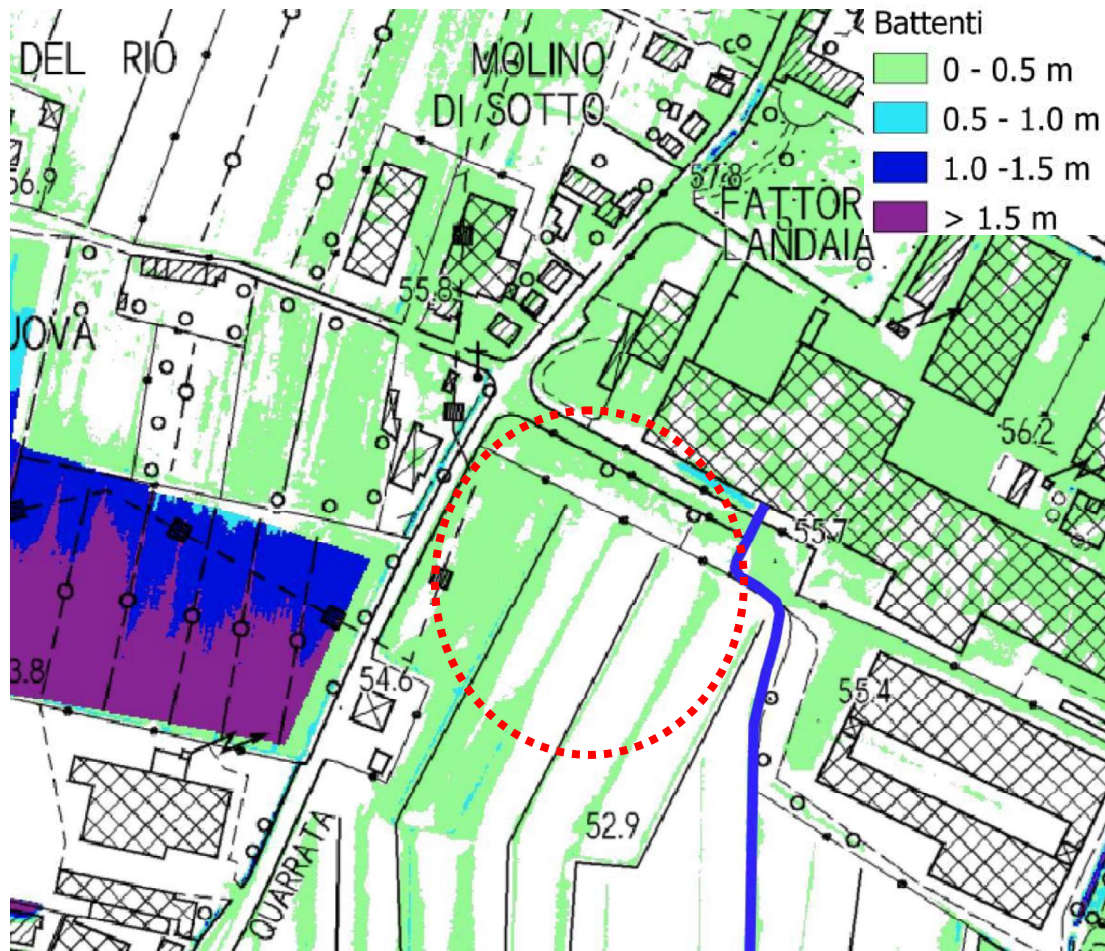 Battenti
0 - 0.5 m
0.5 - 1.0 m
1.0 -1.5 m
> 1.5 m
DEL RIO
MOLINO
DI SOTTO
57.8
FATTOR
LANDAIA
56.
55.8
JOVA
56.2
55.7
3.8
54.6
55.4
52.9
QUARRATA